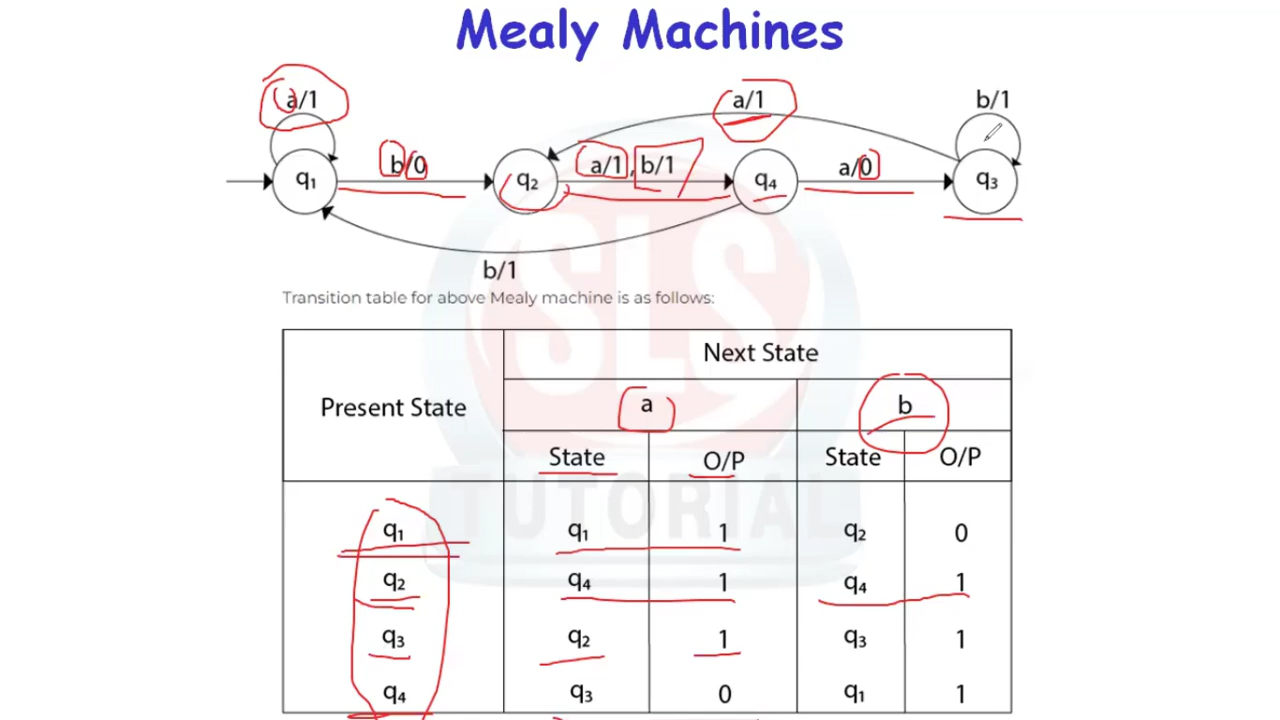 Mealy Machines
a/1
a/1
b/1
b/0
a/1, b/1
a/0
q₁
q₂
q₄
q₃
b/1
Transition table for above Mealy machine is as follows:
Present State
Next State
a
b
State O/P State O/P
q₁ q₁ 1 q₂ 0
q₂ q₄ 1 q₄ 1
q₃ q₂ 1 q₃ 1
q₄ q₃ 0 q₁ 1
SLS
TUTORIAL